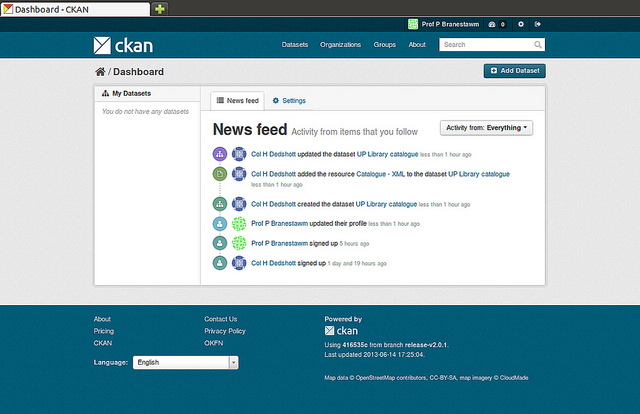 Dashboard - CKAN
Prof P Branestawm 0
ckan
Datasets Organizations Groups About Search
/ Dashboard
Add Dataset
My Datasets
You do not have any datasets
News feed Settings
News feed Activity from items that you follow
Activity from: Everything
Col H Dedshott updated the dataset UP Library catalogue less than 1 hour ago
Col H Dedshott added the resource Catalogue - XML to the dataset UP Library catalogue
less than 1 hour ago
Col H Dedshott created the dataset UP Library catalogue less than 1 hour ago
Prof P Branestawm updated their profile less than 1 hour ago
Prof P Branestawm signed up 5 hours ago
Col H Dedshott signed up 1 day and 19 hours ago
About Contact Us Powered by
Pricing Privacy Policy ckan
CKAN OKFN Using 416535c from branch release-v2.0.1.
Last updated 2013-06-14 17:25:04.
Language: English
Map data © OpenStreetMap contributors, CC-BY-SA, map imagery © CloudMade